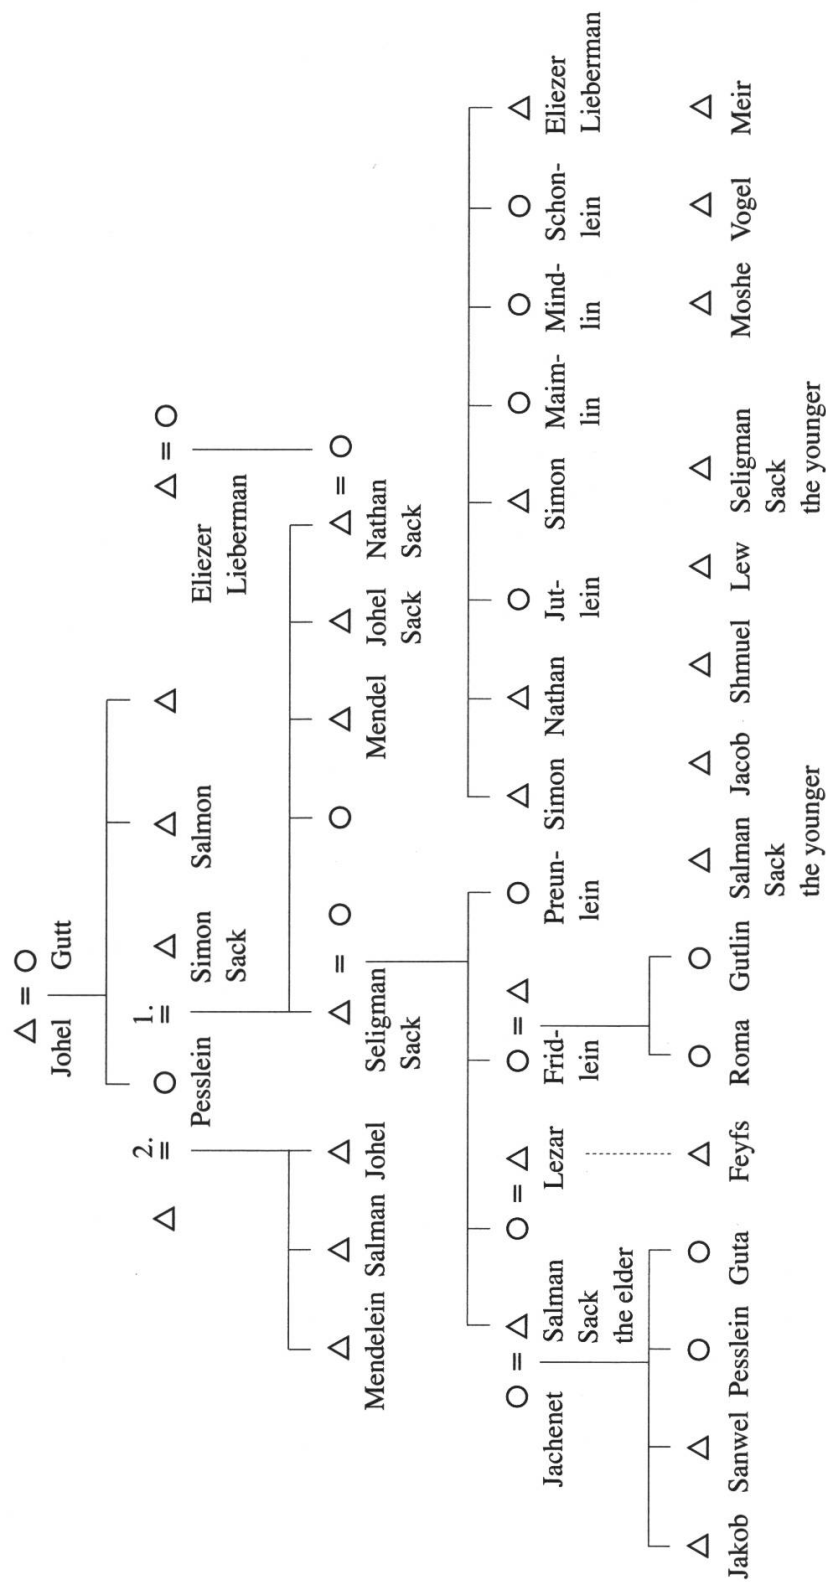 Johel
Gutt
2.
1.
Pesslein
Simon
Sack
Salmon
Eliezer
Lieberman
Mendelein
Salman
Johel
Seligman
Sack
Mendel
Johel
Sack
Nathan
Sack
Jachenet
Salman
Sack
the elder
Lezar
Frid-
lein
Preun-
lein
Simon
Nathan
Jut-
lein
Simon
Maim-
lin
Mind-
lin
Schon-
lein
Eliezer
Lieberman
Jakob
Sanwel
Pesslein
Guta
Feyfs
Roma
Gutlin
Salman
Sack
the younger
Jacob
Shmuel
Lew
Seligman
Sack
the younger
Moshe
Vogel
Meir